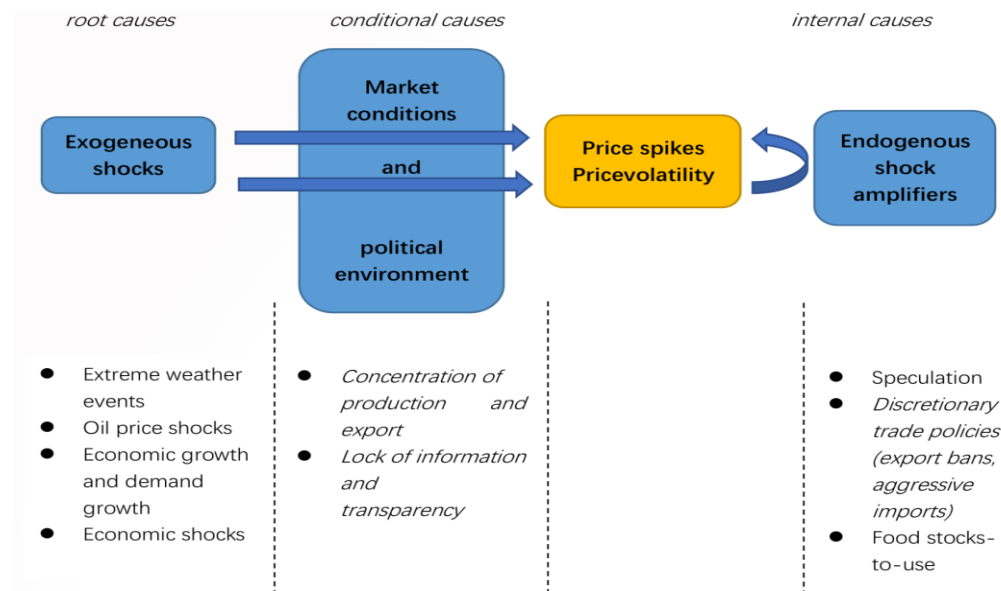 root causes
conditional causes
internal causes
Exogeneous
shocks
Market
conditions
and
political
environment
Price spikes
Pricevolatility
Endogenous
shock
amplifiers
● Extreme weather
events
● Oil price shocks
● Economic growth
and demand
growth
● Economic shocks
● Concentration of
production and
export
● Lack of information
and
transparency
● Speculation
● Discretionary
trade policies
(export bans,
aggressive
imports)
● Food stocks-
to-use